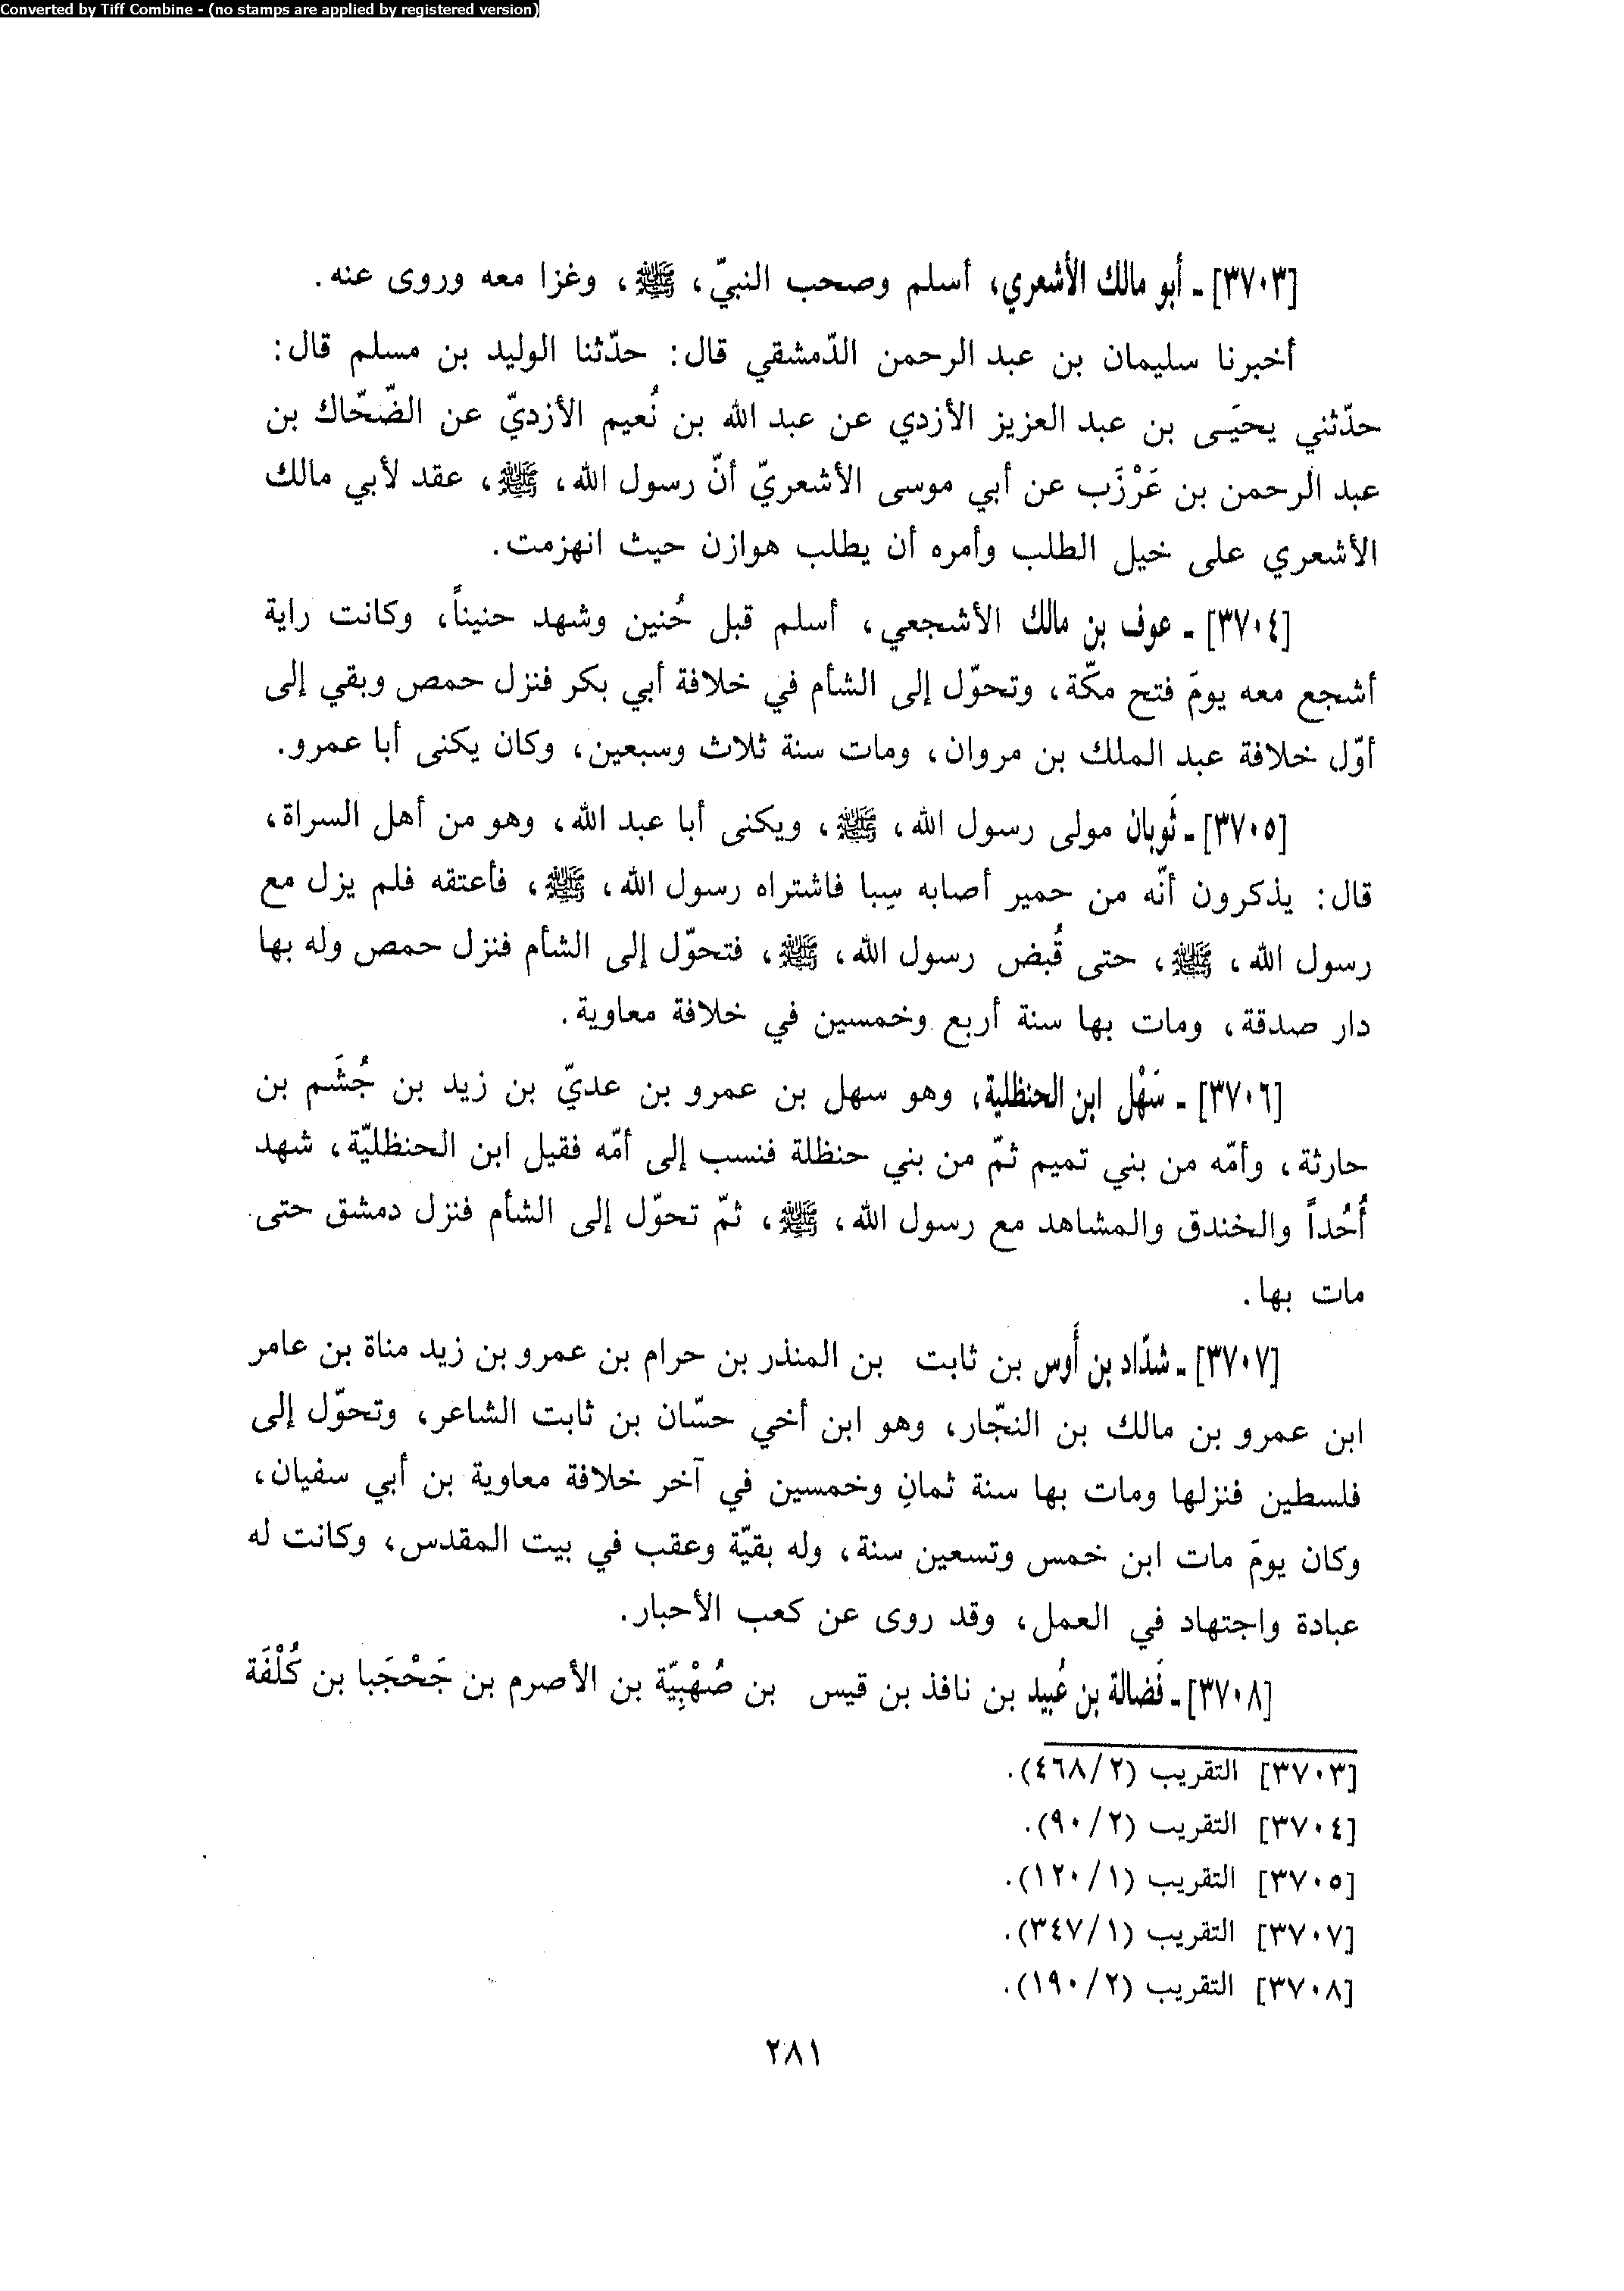 Converted by Tiff Combine - (no stamps are applied by registered version)
[٣٧٠٣] ـ أبو مالك الأشعري، أسلم وصحب النبيّ، ﷺ، وغزا معه وروى عنه.
أخبرنا سليمان بن عبد الرحمن الدّمشقي قال: حدّثنا الوليد بن مسلم قال:
حدّثني يحيَى بن عبد العزيز الأزدي عن عبد الله بن نُعيم الأزديّ عن الضّحّاك بن
عبد الرحمن بن عَرْزَب عن أبي موسى الأشعريّ أنّ رسول الله، ﷺ، عقد لأبي مالك
الأشعري على خيل الطلب وأمره أن يطلب هوازن حيث انهزمت.
[٣٧٠٤] ـ عوف بن مالك الأشجعي، أسلم قبل حُنين وشهد حنيناً، وكانت راية
أشجع معه يومَ فتح مكّة، وتحوّل إلى الشأم في خلافة أبي بكر فنزل حمص وبقي إلى
أوّل خلافة عبد الملك بن مروان، ومات سنة ثلاث وسبعين، وكان يكنى أبا عمرو.
[٣٧٠٥] ـ ثَوبان مولى رسول الله، ﷺ، ويكنى أبا عبد الله، وهو من أهل السراة،
قال: يذكرون أنّه من حمير أصابه سِبا فاشتراه رسول الله، ﷺ، فأعتقه فلم يزل مع
رسول الله، ﷺ، حتى قُبض رسول الله، ﷺ، فتحوّل إلى الشأم فنزل حمص وله بها
دار صدقة، ومات بها سنة أربع وخمسين في خلافة معاوية.
[٣٧٠٦] ـ سَهْل ابن الحنظلية، وهو سهل بن عمرو بن عديّ بن زيد بن جُشَم بن
حارثة، وأمّه من بني تميم ثمّ من بني حنظلة فنسب إلى أمّه فقيل ابن الحنظليّة، شهد
أُحُداً والخندق والمشاهد مع رسول الله، ﷺ، ثمّ تحوّل إلى الشأم فنزل دمشق حتى
مات بها.
[٣٧٠٧] ـ شدّاد بن أَوس بن ثابت بن المنذر بن حرام بن عمرو بن زيد مناة بن عامر
ابن عمرو بن مالك بن النجّار، وهو ابن أخي حسّان بن ثابت الشاعر، وتحوّل إلى
فلسطين فنزلها ومات بها سنة ثمانِ وخمسين في آخر خلافة معاوية بن أبي سفيان،
وكان يومَ مات ابن خمس وتسعين سنة، وله بقيّة وعقب في بيت المقدس، وكانت له
عبادة واجتهاد في العمل، وقد روى عن كعب الأحبار.
[٣٧٠٨] ـ فَضالة بن عُبيد بن نافذ بن قيس بن صُهْبِيّة بن الأصرم بن جَحْجَبا بن كُلْفَة
[٣٧٠٣] التقريب (٤٦٨/٢).
[٣٧٠٤] التقريب (٩٠/٢).
[٣٧٠٥] التقريب (١٢٠/١).
[٣٧٠٧] التقريب (٣٤٧/١).
[٣٧٠٨] التقريب (١٩٠/٢).
٢٨١